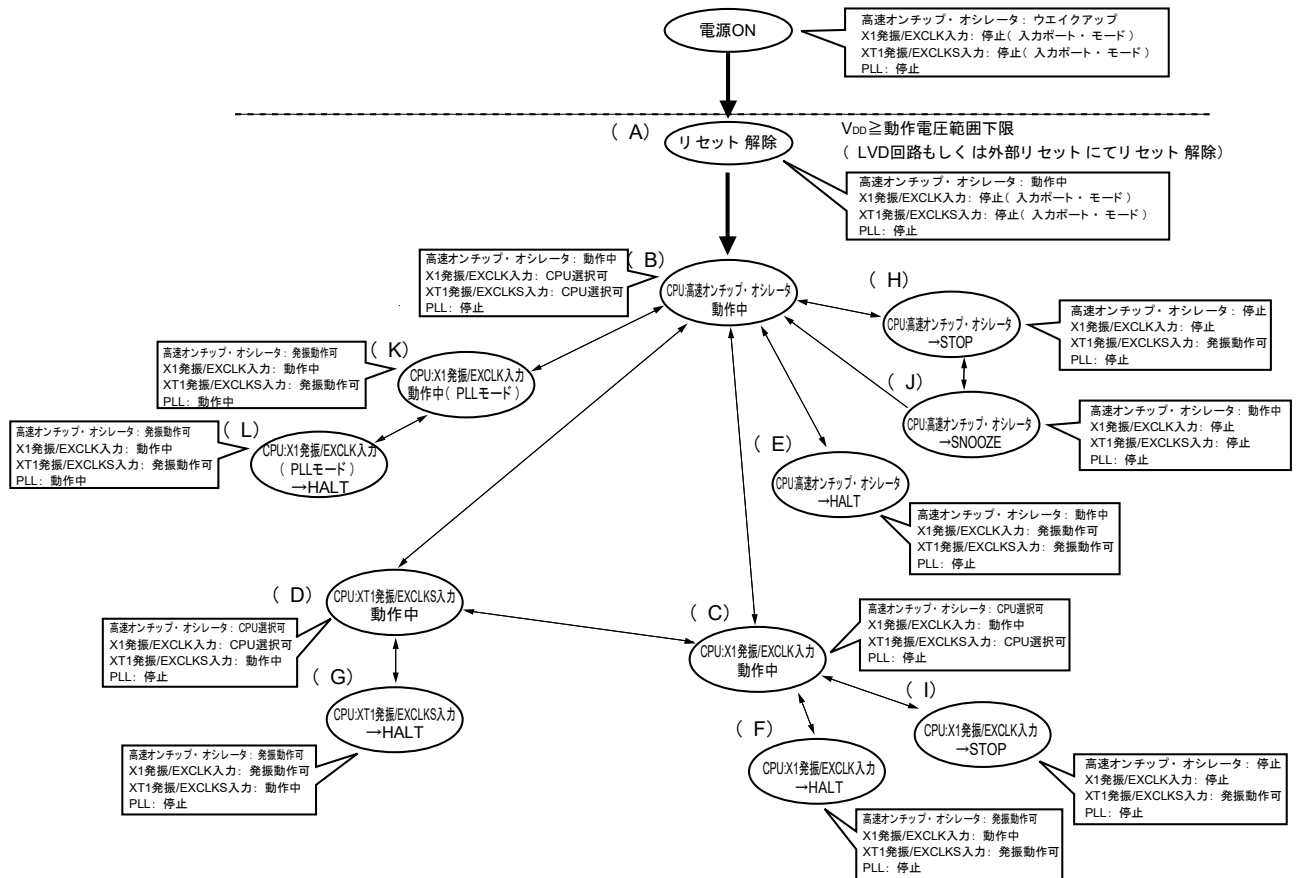 電源ON
高速オンチップ・オシレータ: ウエイクアップ
X1発振/EXCLK入力: 停止(入力ポート・モード)
XT1発振/EXCLKS入力: 停止(入力ポート・モード)
PLL: 停止
(A)
リセット解除
VDD≧動作電圧範囲下限
(LVD回路もしくは外部リセットにてリセット解除)
高速オンチップ・オシレータ: 動作中
X1発振/EXCLK入力: 停止(入力ポート・モード)
XT1発振/EXCLKS入力: 停止(入力ポート・モード)
PLL: 停止
高速オンチップ・オシレータ: 動作中
X1発振/EXCLK入力: CPU選択可
XT1発振/EXCLKS入力: CPU選択可
PLL: 停止
(B)
CPU:高速オンチップ・オシレータ
動作中
(H)
CPU:高速オンチップ・オシレータ
→STOP
高速オンチップ・オシレータ: 停止
X1発振/EXCLK入力: 停止
XT1発振/EXCLKS入力: 発振動作可
PLL: 停止
高速オンチップ・オシレータ: 発振動作可
X1発振/EXCLK入力: 動作中
XT1発振/EXCLKS入力: 発振動作可
PLL: 動作中
(K)
CPU:X1発振/EXCLK入力
動作中(PLLモード)
(J)
CPU:高速オンチップ・オシレータ
→SNOOZE
高速オンチップ・オシレータ: 動作中
X1発振/EXCLK入力: 停止
XT1発振/EXCLKS入力: 停止
PLL: 停止
高速オンチップ・オシレータ: 発振動作可
X1発振/EXCLK入力: 動作中
XT1発振/EXCLKS入力: 発振動作可
PLL: 動作中
(L)
CPU:X1発振/EXCLK入力
(PLLモード)
→HALT
(E)
CPU:高速オンチップ・オシレータ
→HALT
高速オンチップ・オシレータ: 動作中
X1発振/EXCLK入力: 発振動作可
XT1発振/EXCLKS入力: 発振動作可
PLL: 停止
(D)
CPU:XT1発振/EXCLKS入力
動作中
高速オンチップ・オシレータ: CPU選択可
X1発振/EXCLK入力: CPU選択可
XT1発振/EXCLKS入力: 動作中
PLL: 停止
(C)
CPU:X1発振/EXCLK入力
動作中
高速オンチップ・オシレータ: CPU選択可
X1発振/EXCLK入力: 動作中
XT1発振/EXCLKS入力: CPU選択可
PLL: 停止
(G)
CPU:XT1発振/EXCLKS入力
→HALT
高速オンチップ・オシレータ: 発振動作可
X1発振/EXCLK入力: 発振動作可
XT1発振/EXCLKS入力: 動作中
PLL: 停止
(I)
CPU:X1発振/EXCLK入力
→STOP
高速オンチップ・オシレータ: 停止
X1発振/EXCLK入力: 停止
XT1発振/EXCLKS入力: 発振動作可
PLL: 停止
(F)
CPU:X1発振/EXCLK入力
→HALT
高速オンチップ・オシレータ: 発振動作可
X1発振/EXCLK入力: 動作中
XT1発振/EXCLKS入力: 発振動作可
PLL: 停止